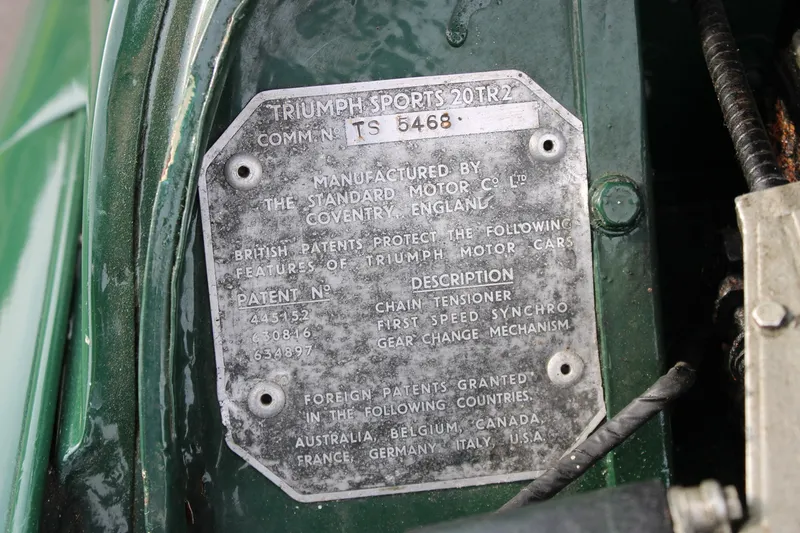 TRIUMPH SPORTS 20TR2
COMM. No TS 5468
MANUFACTURED BY
THE STANDARD MOTOR Co LTD
COVENTRY, ENGLAND
BRITISH PATENTS PROTECT THE FOLLOWING
FEATURES OF TRIUMPH MOTOR CARS
PATENT No DESCRIPTION
445152 CHAIN TENSIONER
630816 FIRST SPEED SYNCHRO
634897 GEAR CHANGE MECHANISM
FOREIGN PATENTS GRANTED
IN THE FOLLOWING COUNTRIES.
AUSTRALIA, BELGIUM, CANADA,
FRANCE, GERMANY, ITALY, U.S.A.